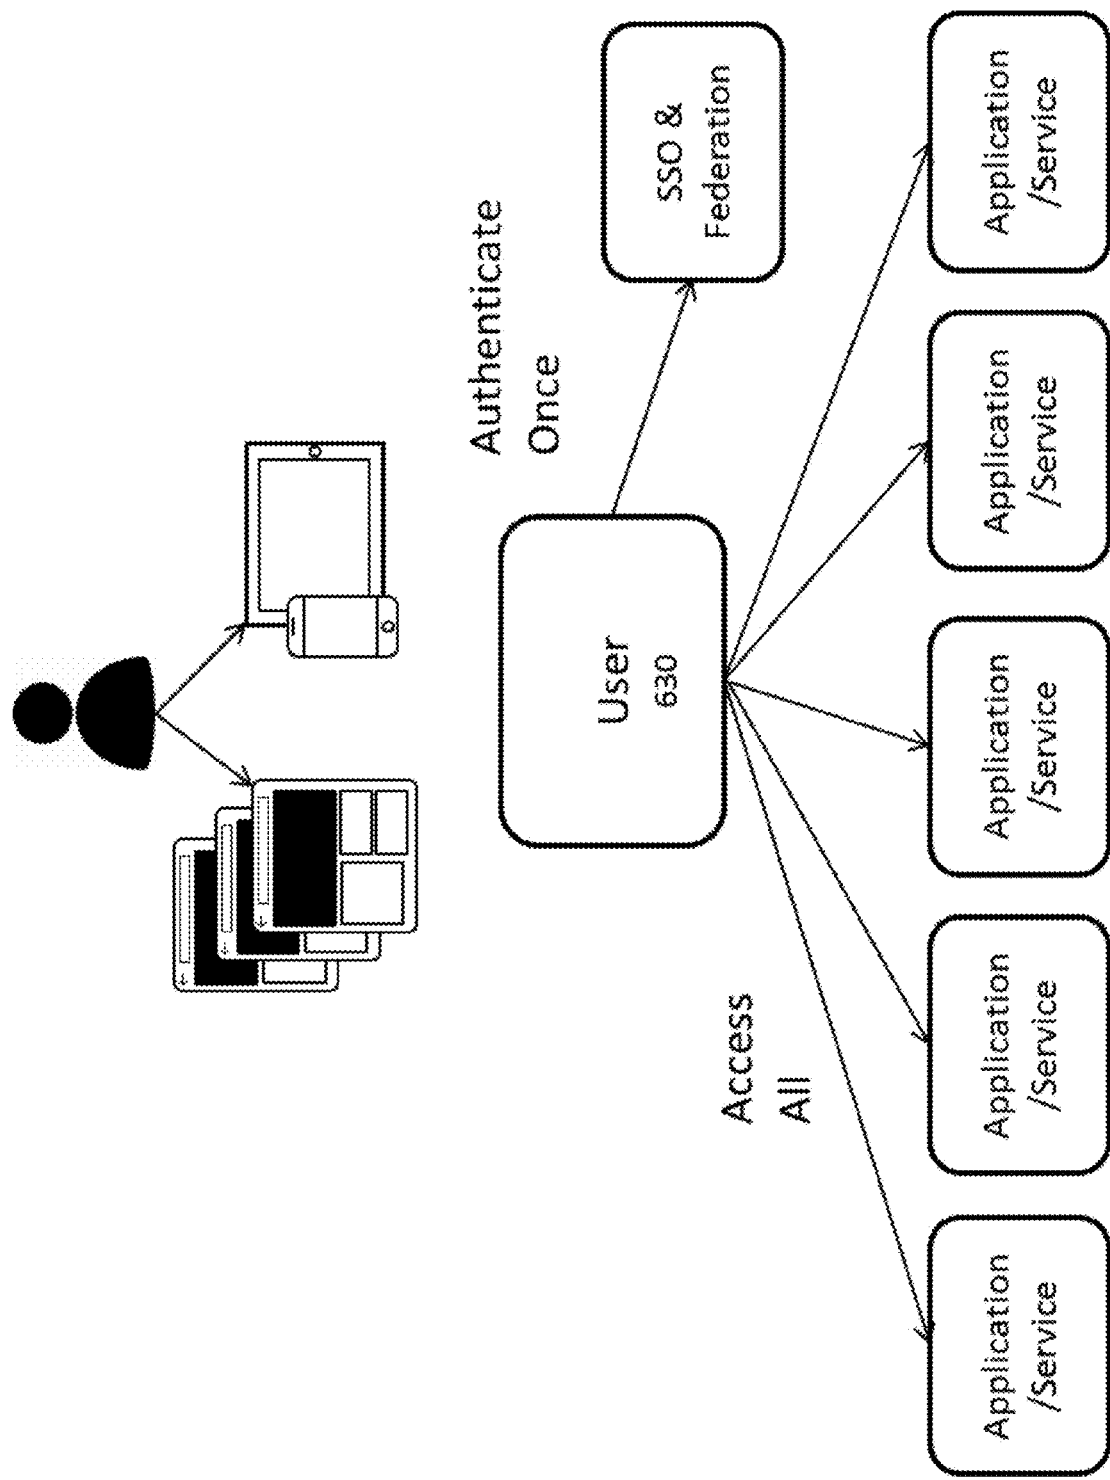 Authenticate
Once
SSO &
Federation
User
630
Access
All
Application
/Service
Application
/Service
Application
/Service
Application
/Service
Application
/Service